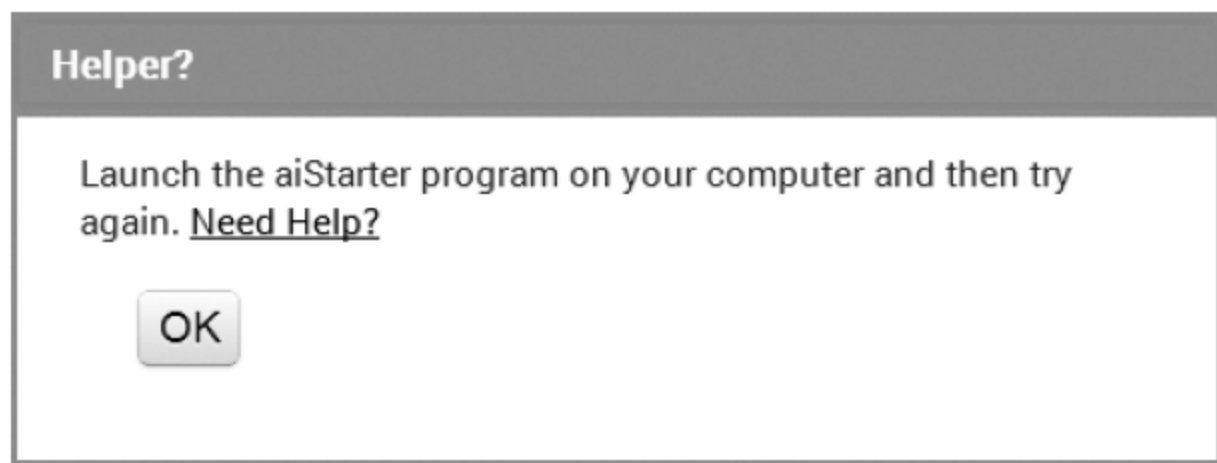 Helper?
Launch the aiStarter program on your computer and then try
again. Need Help?
OK